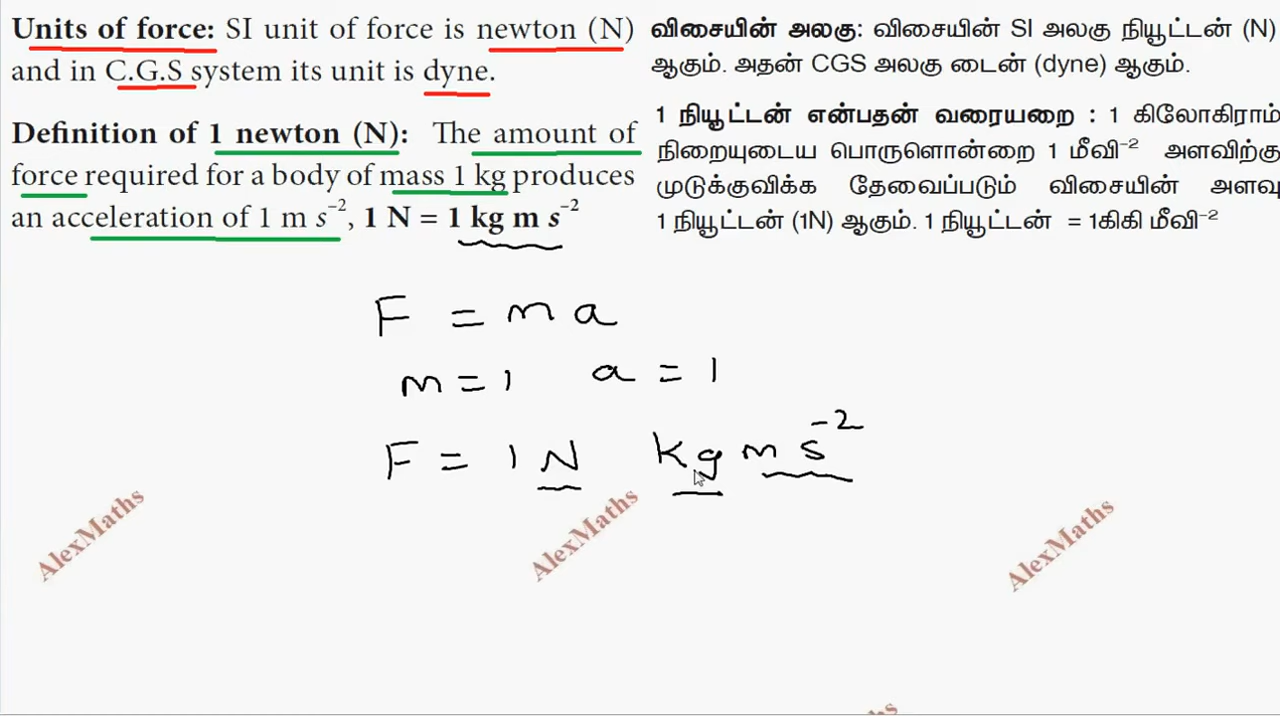 Units of force: SI unit of force is newton (N)
and in C.G.S system its unit is dyne.
Definition of 1 newton (N): The amount of
force required for a body of mass 1 kg produces
an acceleration of 1 m s⁻², 1 N = 1 kg m s⁻²
விசையின் அலகு: விசையின் SI அலகு நியூட்டன் (N)
ஆகும். அதன் CGS அலகு டைன் (dyne) ஆகும்.
1 நியூட்டன் என்பதன் வரையறை : 1 கிலோகிராம்
நிறையுடைய பொருளொன்றை 1 மீவி⁻² அளவிற்கு
முடுக்குவிக்க தேவைப்படும் விசையின் அளவு
1 நியூட்டன் (1N) ஆகும். 1 நியூட்டன் = 1கிகி மீவி⁻²
F = m a
m = 1 a = 1
F = 1 N kg m s⁻²
AlexMaths
AlexMaths
AlexMaths